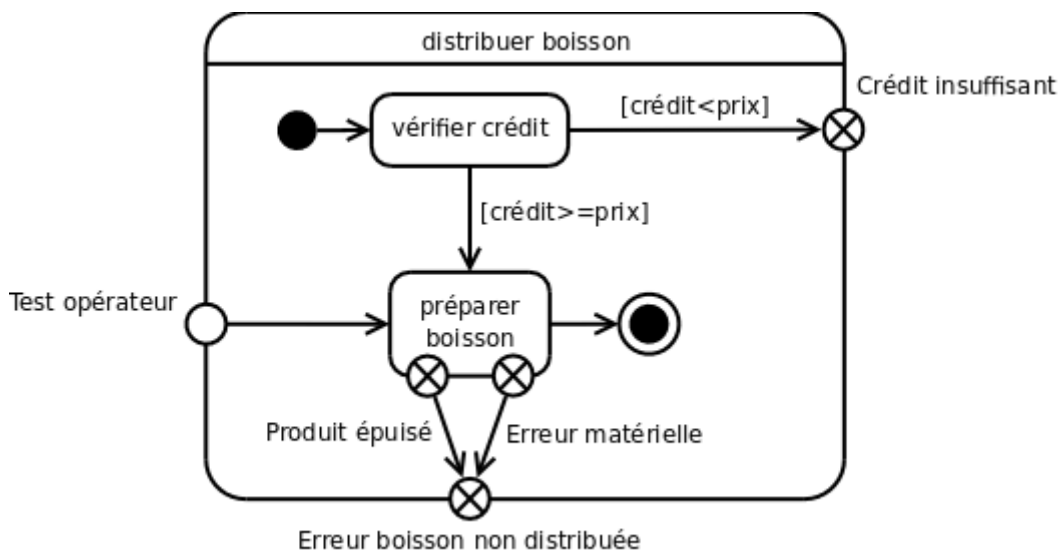 distribuer boisson
Crédit insuffisant
[crédit<prix]
vérifier crédit
[crédit>=prix]
Test opérateur
préparer
boisson
Produit épuisé
Erreur matérielle
Erreur boisson non distribuée